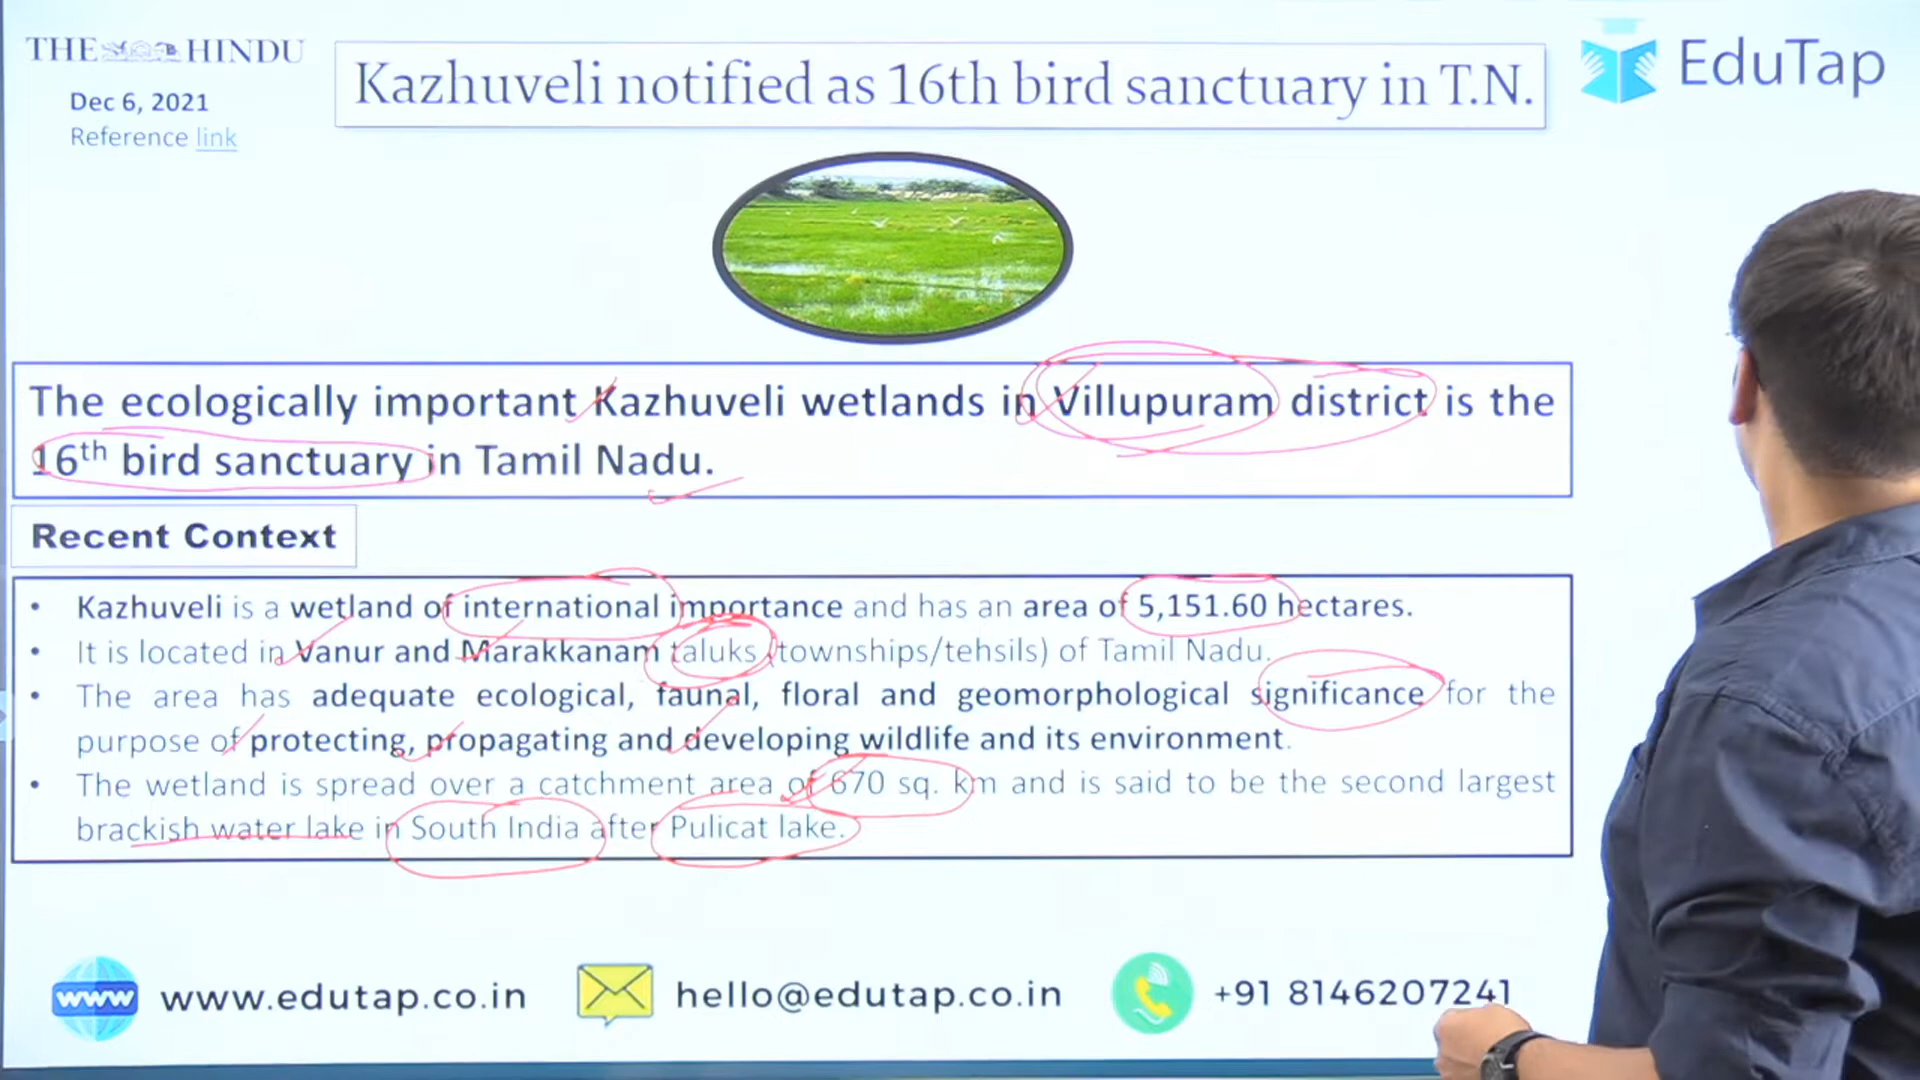 THE HINDU
Dec 6, 2021
Reference link
Kazhuveli notified as 16th bird sanctuary in T.N.
EduTap
The ecologically important Kazhuveli wetlands in Villupuram district is the
16th bird sanctuary in Tamil Nadu.
Recent Context
• Kazhuveli is a wetland of international importance and has an area of 5,151.60 hectares.
• It is located in Vanur and Marakkanam taluks (townships/tehsils) of Tamil Nadu.
• The area has adequate ecological, faunal, floral and geomorphological significance for the
purpose of protecting, propagating and developing wildlife and its environment.
• The wetland is spread over a catchment area of 670 sq. km and is said to be the second largest
brackish water lake in South India after Pulicat lake.
www www.edutap.co.in
hello@edutap.co.in
+91 8146207241